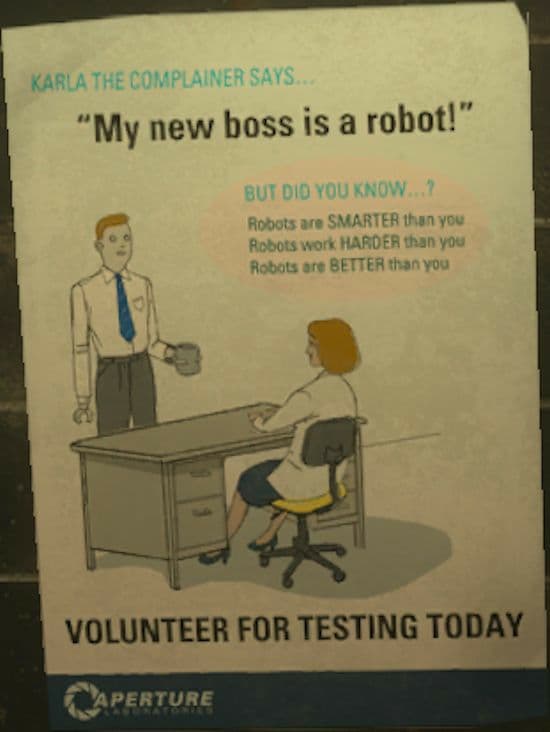 KARLA THE COMPLAINER SAYS...
"My new boss is a robot!"
BUT DID YOU KNOW...?
Robots are SMARTER than you
Robots work HARDER than you
Robots are BETTER than you
VOLUNTEER FOR TESTING TODAY
APERTURE
LABORATORIES